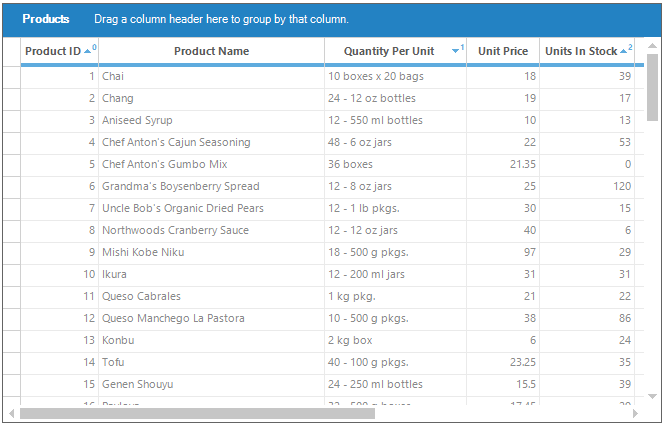 Products Drag a column header here to group by that column.
Product ID 0 Product Name Quantity Per Unit 1 Unit Price Units In Stock 2
1 Chai 10 boxes x 20 bags 18 39
2 Chang 24 - 12 oz bottles 19 17
3 Aniseed Syrup 12 - 550 ml bottles 10 13
4 Chef Anton's Cajun Seasoning 48 - 6 oz jars 22 53
5 Chef Anton's Gumbo Mix 36 boxes 21.35 0
6 Grandma's Boysenberry Spread 12 - 8 oz jars 25 120
7 Uncle Bob's Organic Dried Pears 12 - 1 lb pkgs. 30 15
8 Northwoods Cranberry Sauce 12 - 12 oz jars 40 6
9 Mishi Kobe Niku 18 - 500 g pkgs. 97 29
10 Ikura 12 - 200 ml jars 31 31
11 Queso Cabrales 1 kg pkg. 21 22
12 Queso Manchego La Pastora 10 - 500 g pkgs. 38 86
13 Konbu 2 kg box 6 24
14 Tofu 40 - 100 g pkgs. 23.25 35
15 Genen Shouyu 24 - 250 ml bottles 15.5 39